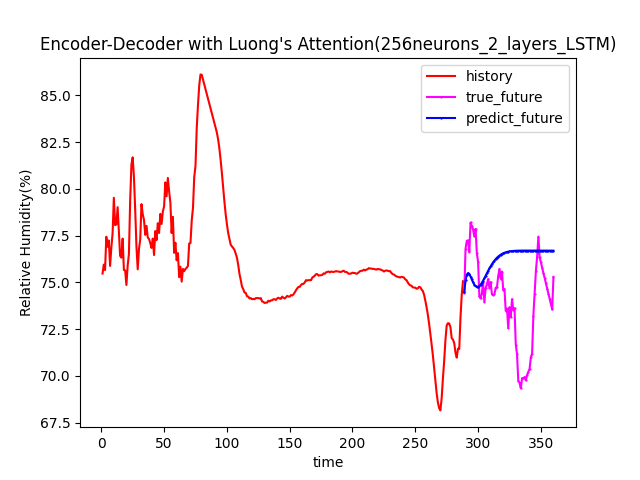 Encoder-Decoder with Luong's Attention(256neurons_2_layers_LSTM)
history
true_future
predict_future
Relative Humidity(%)
85.0
82.5
80.0
77.5
75.0
72.5
70.0
67.5
0 50 100 150 200 250 300 350
time